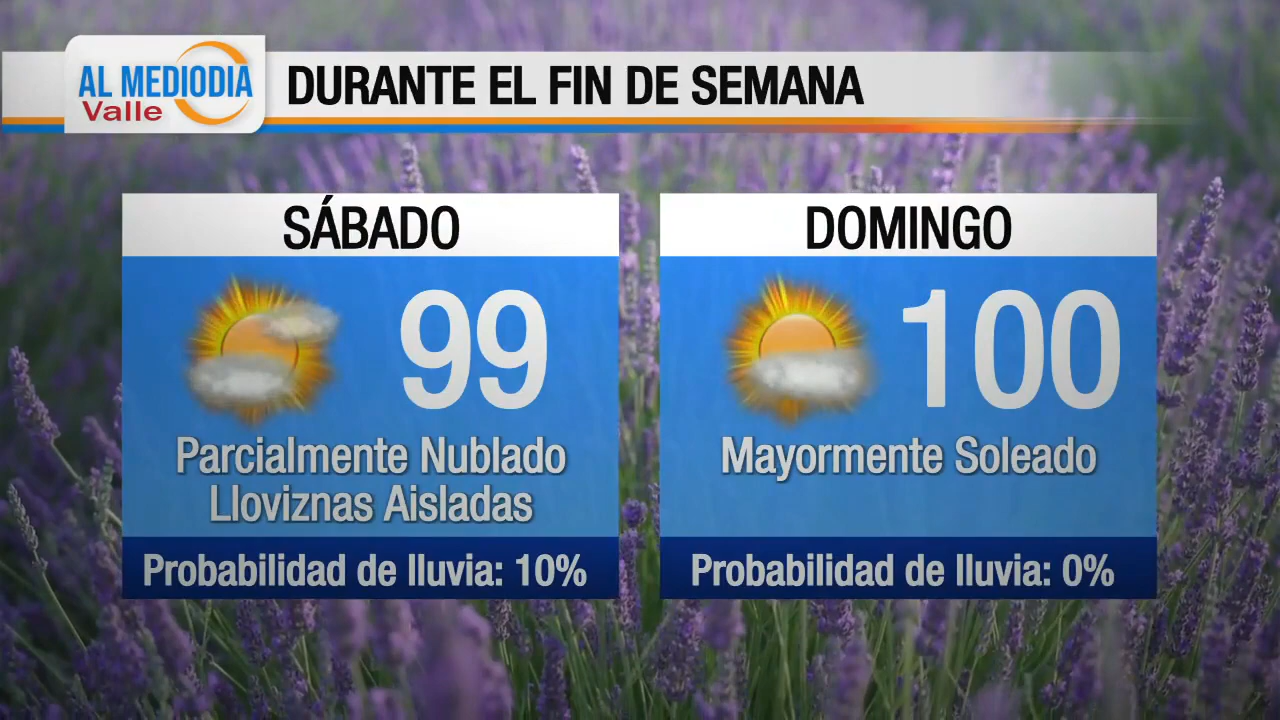 AL MEDIODIA
Valle
DURANTE EL FIN DE SEMANA
SÁBADO
99
Parcialmente Nublado
Lloviznas Aisladas
Probabilidad de lluvia: 10%
DOMINGO
100
Mayormente Soleado
Probabilidad de lluvia: 0%